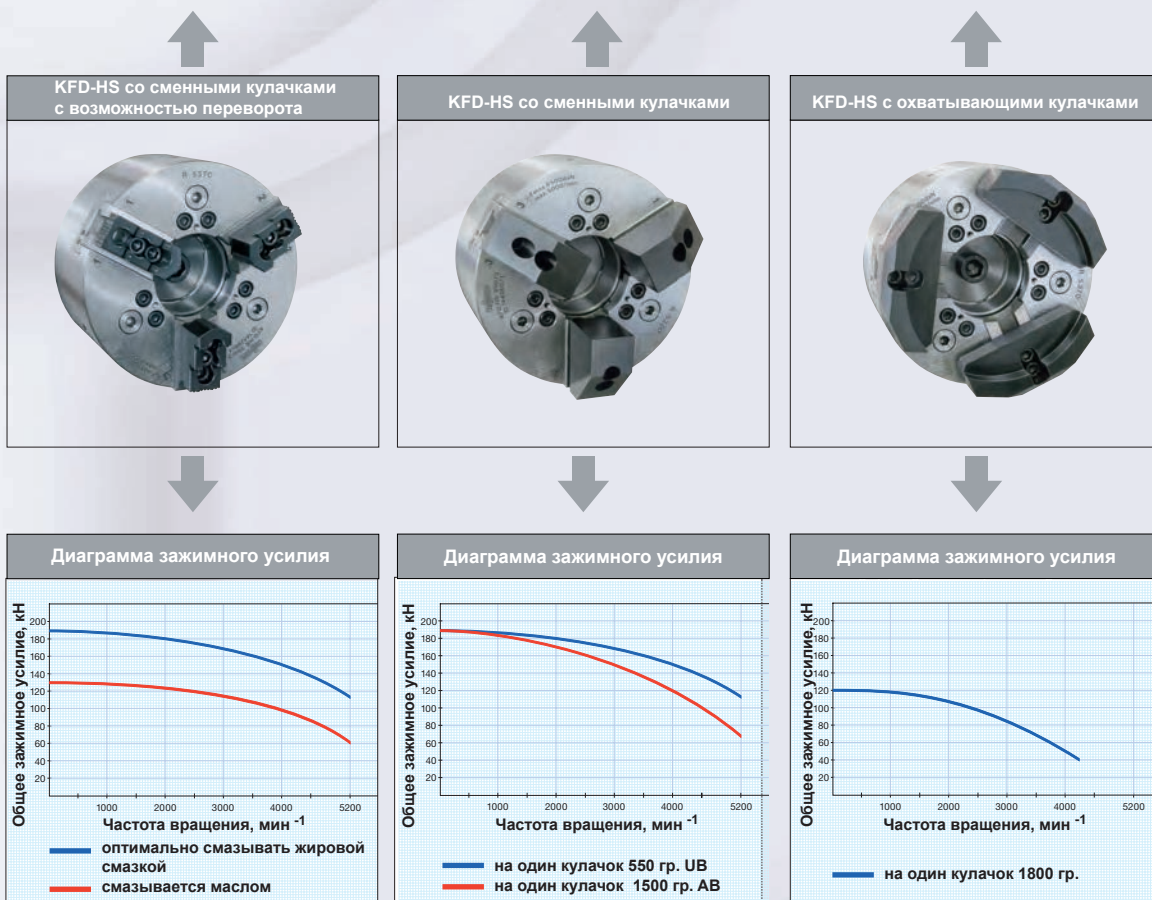 KFD-HS со сменными кулачками
с возможностью переворота
KFD-HS со сменными кулачками
KFD-HS с охватывающими кулачками
R 5370
Диаграмма зажимного усилия
Диаграмма зажимного усилия
Диаграмма зажимного усилия
Общее зажимное усилие, кН
200
180
160
140
120
100
80
60
40
20
1000 2000 3000 4000 5200
Частота вращения, мин -1
оптимально смазывать жировой
смазкой
смазывается маслом
Общее зажимное усилие, кН
200
180
160
140
120
100
80
60
40
20
1000 2000 3000 4000 5200
Частота вращения, мин -1
на один кулачок 550 гр. UB
на один кулачок 1500 гр. AB
Общее зажимное усилие, кН
200
180
160
140
120
100
80
60
40
20
1000 2000 3000 4000 5200
Частота вращения, мин -1
на один кулачок 1800 гр.